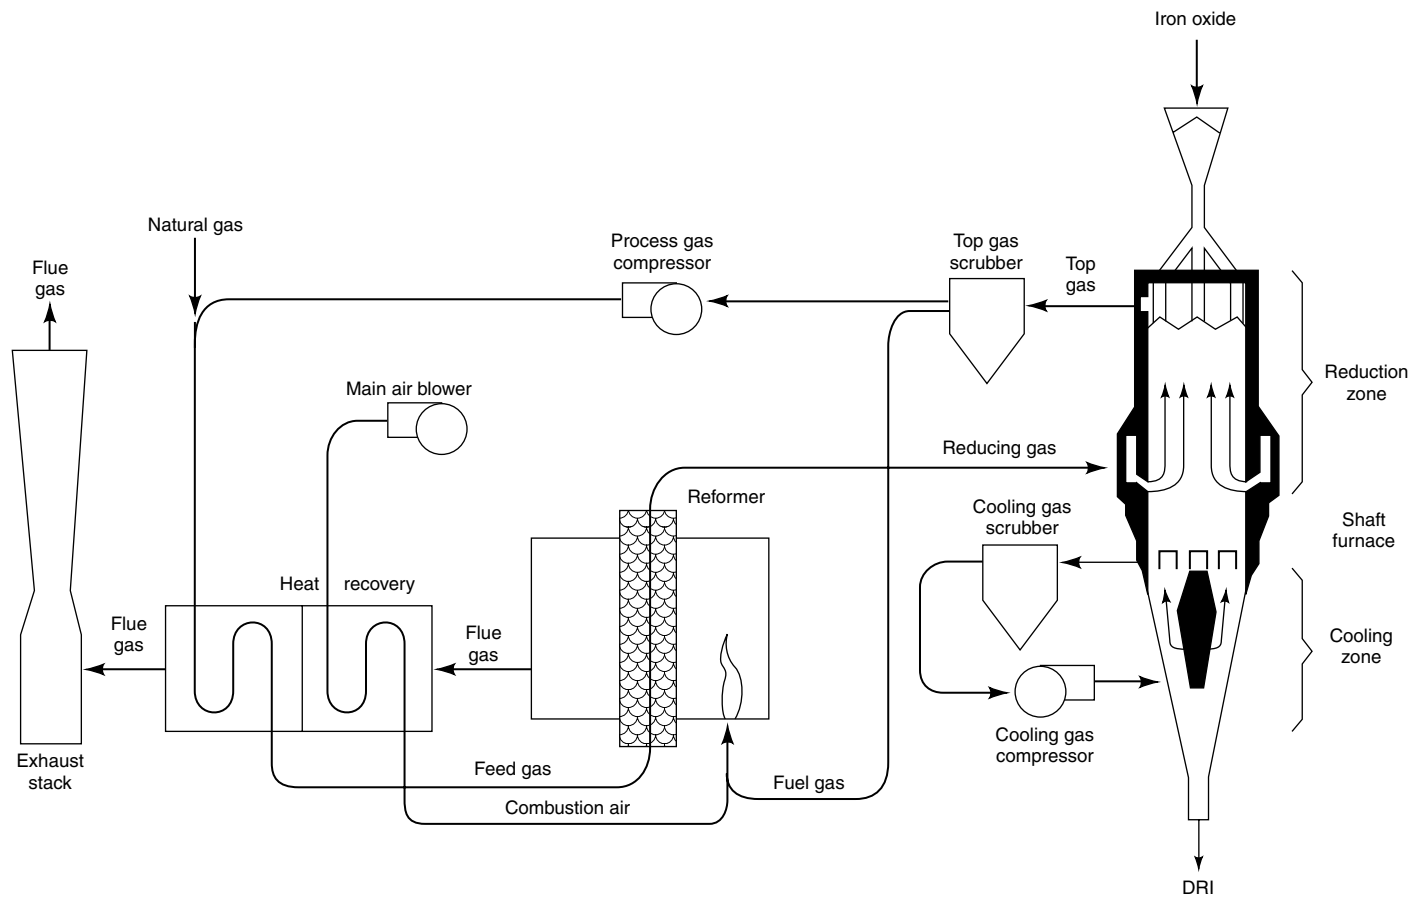 Iron oxide
Natural gas
Process gas
compressor
Top gas
scrubber
Top
gas
Flue
gas
Main air blower
Reduction
zone
Reducing gas
Reformer
Cooling gas
scrubber
Shaft
furnace
Heat recovery
Flue
gas
Flue
gas
Cooling
zone
Cooling gas
compressor
Exhaust
stack
Feed gas
Fuel gas
Combustion air
DRI